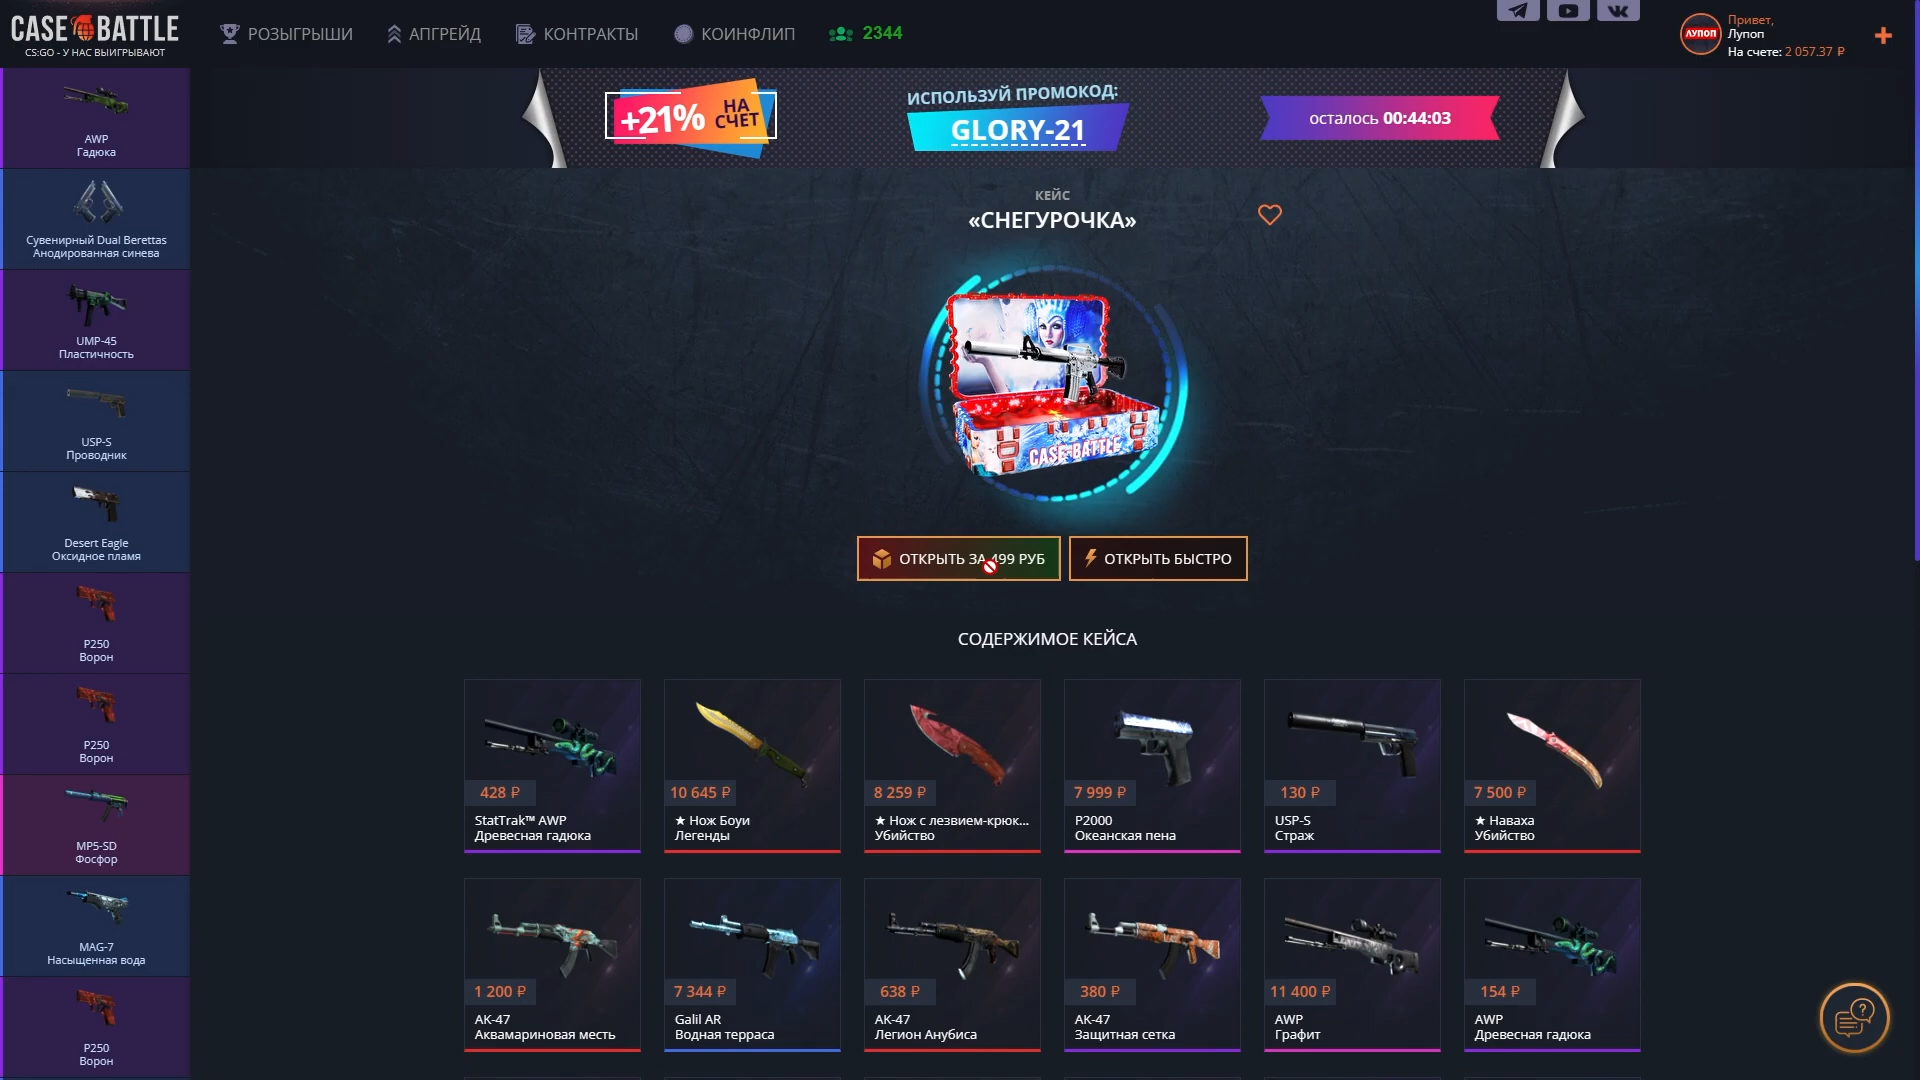 CASE BATTLE
CS:GO - У НАС ВЫИГРЫВАЮТ
РОЗЫГРЫШИ
АПГРЕЙД
КОНТРАКТЫ
КОИНФЛИП
2344
ЛУПОП
Привет,
Лупоп
На счете: 2 057.37 ₽
+21% НА СЧЕТ
ИСПОЛЬЗУЙ ПРОМОКОД:
GLORY-21
осталось 00:44:03
AWP
Гадюка
Сувенирный Dual Berettas
Анодированная синева
UMP-45
Пластичность
USP-S
Проводник
Desert Eagle
Оксидное пламя
P250
Ворон
P250
Ворон
MP5-SD
Фосфор
MAG-7
Насыщенная вода
P250
Ворон
КЕЙС
«СНЕГУРОЧКА»
CASE BATTLE
ОТКРЫТЬ ЗА 499 РУБ
ОТКРЫТЬ БЫСТРО
СОДЕРЖИМОЕ КЕЙСА
428 ₽
StatTrak™ AWP
Древесная гадюка
10 645 ₽
★ Нож Боуи
Легенды
8 259 ₽
★ Нож с лезвием-крюк...
Убийство
7 999 ₽
P2000
Океанская пена
130 ₽
USP-S
Страж
7 500 ₽
★ Наваха
Убийство
1 200 ₽
AK-47
Аквамариновая месть
7 344 ₽
Galil AR
Водная терраса
638 ₽
AK-47
Легион Анубиса
380 ₽
AK-47
Защитная сетка
11 400 ₽
AWP
Графит
154 ₽
AWP
Древесная гадюка